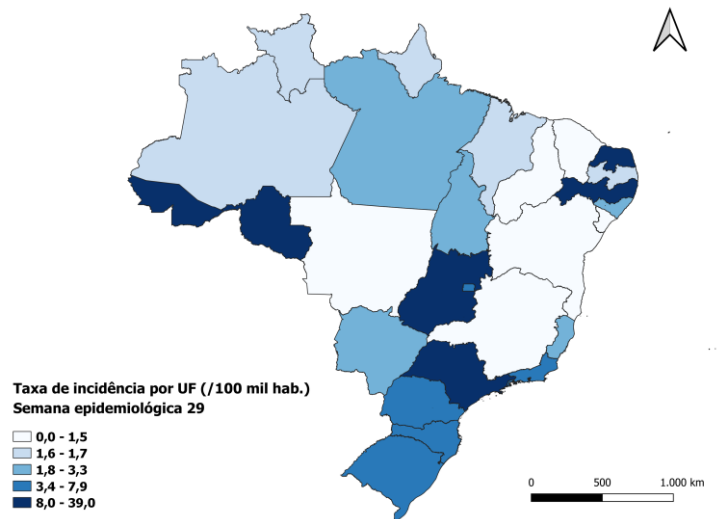 Taxa de incidência por UF (/100 mil hab.)
Semana epidemiológica 29
0,0 - 1,5
1,6 - 1,7
1,8 - 3,3
3,4 - 7,9
8,0 - 39,0
0 500 1.000 km